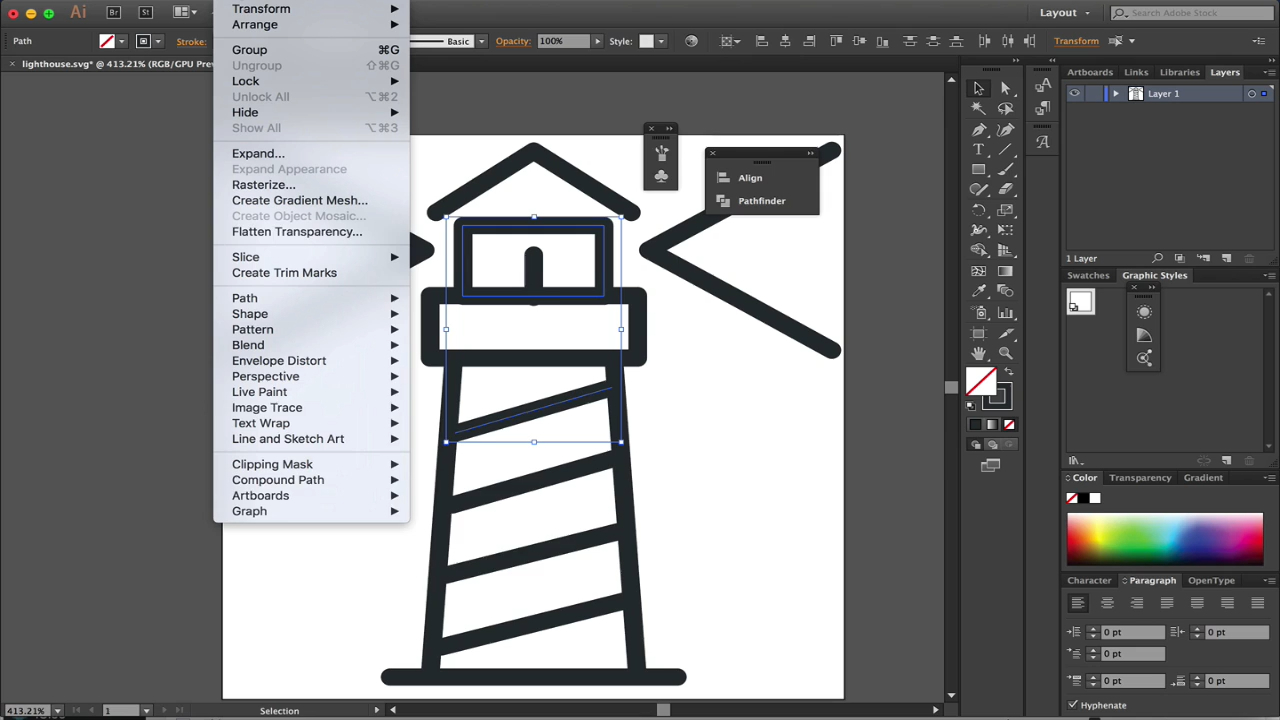 Ai Br St Layout Search Adobe Stock
Path Stroke: Basic Opacity: 100% Style: Transform
lighthouse.svg* @ 413.21% (RGB/GPU Prev
Transform
Arrange
Group ⌘G
Ungroup ⇧⌘G
Lock
Unlock All ⌥⌘2
Hide
Show All ⌥⌘3
Expand...
Expand Appearance
Rasterize...
Create Gradient Mesh...
Create Object Mosaic...
Flatten Transparency...
Slice
Create Trim Marks
Path
Shape
Pattern
Blend
Envelope Distort
Perspective
Live Paint
Image Trace
Text Wrap
Line and Sketch Art
Clipping Mask
Compound Path
Artboards
Graph
Align
Pathfinder
Artboards Links Libraries Layers
Layer 1
1 Layer
Swatches Graphic Styles
Color Transparency Gradient
Character Paragraph OpenType
0 pt 0 pt
0 pt
0 pt 0 pt
Hyphenate
413.21% 1 Selection